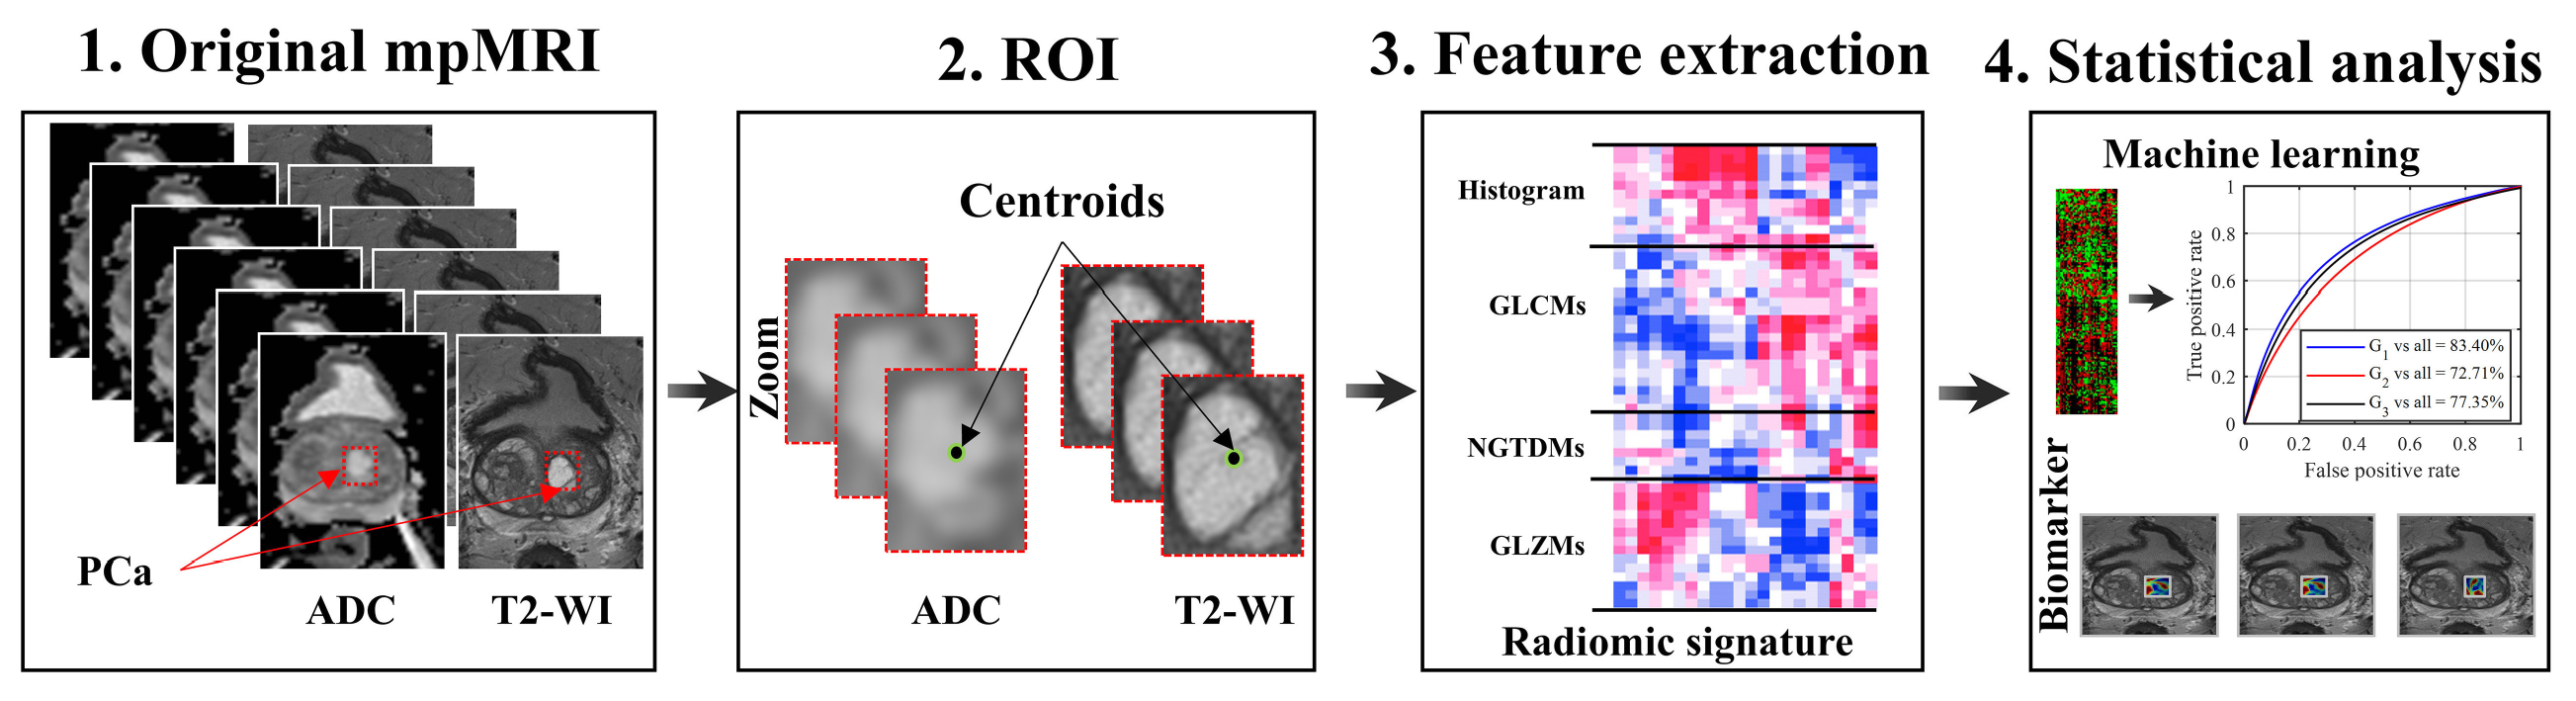 1. Original mpMRI
PCa
ADC
T2-WI
2. ROI
Centroids
Zoom
ADC
T2-WI
3. Feature extraction
Histogram
GLCMs
NGTDMs
GLZMs
Radiomic signature
4. Statistical analysis
Machine learning
True positive rate
1
0.8
0.6
0.4
0.2
0
G1 vs all = 83.40%
G2 vs all = 72.71%
G3 vs all = 77.35%
0 0.2 0.4 0.6 0.8 1
False positive rate
Biomarker